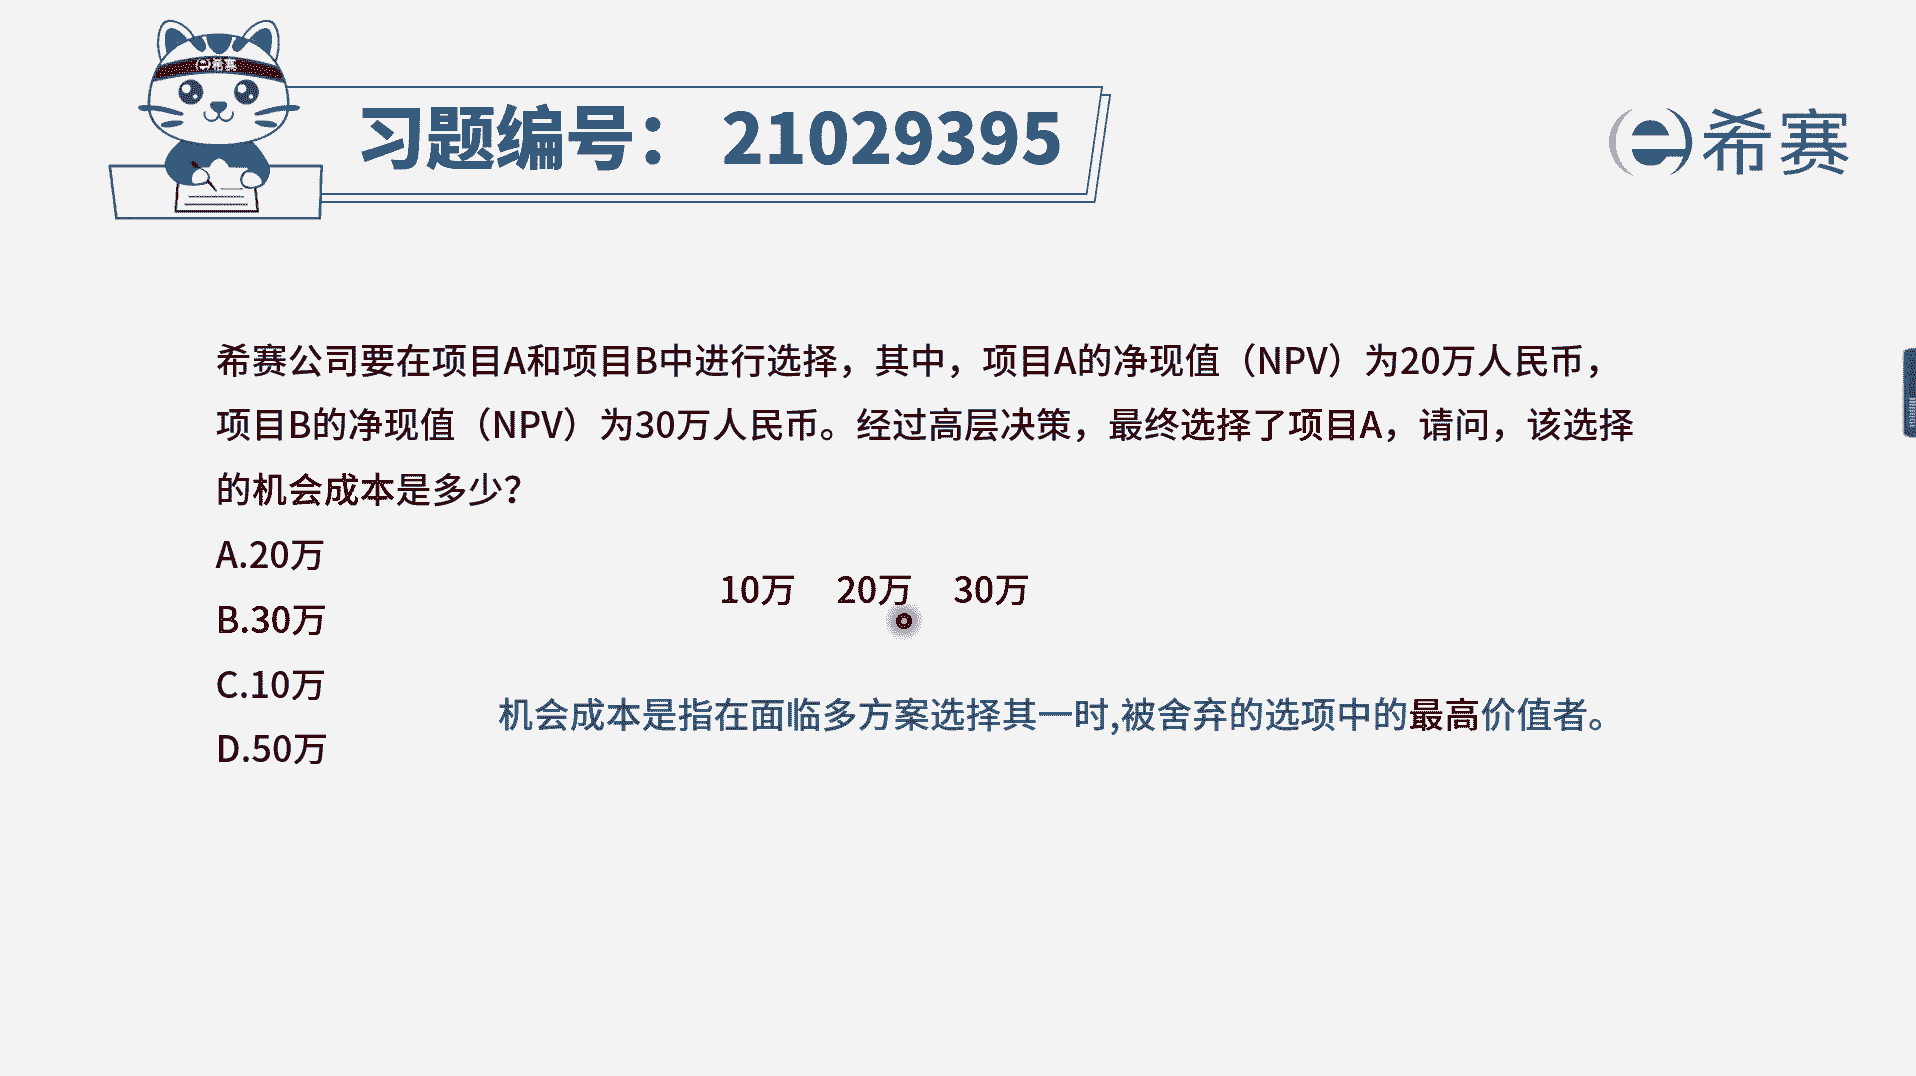 希赛
习题编号： 21029395
希赛
希赛公司要在项目A和项目B中进行选择，其中，项目A的净现值（NPV）为20万人民币，
项目B的净现值（NPV）为30万人民币。经过高层决策，最终选择了项目A，请问，该选择
的机会成本是多少？
A.20万
10万 20万 30万
B.30万
C.10万
机会成本是指在面临多方案选择其一时,被舍弃的选项中的最高价值者。
D.50万